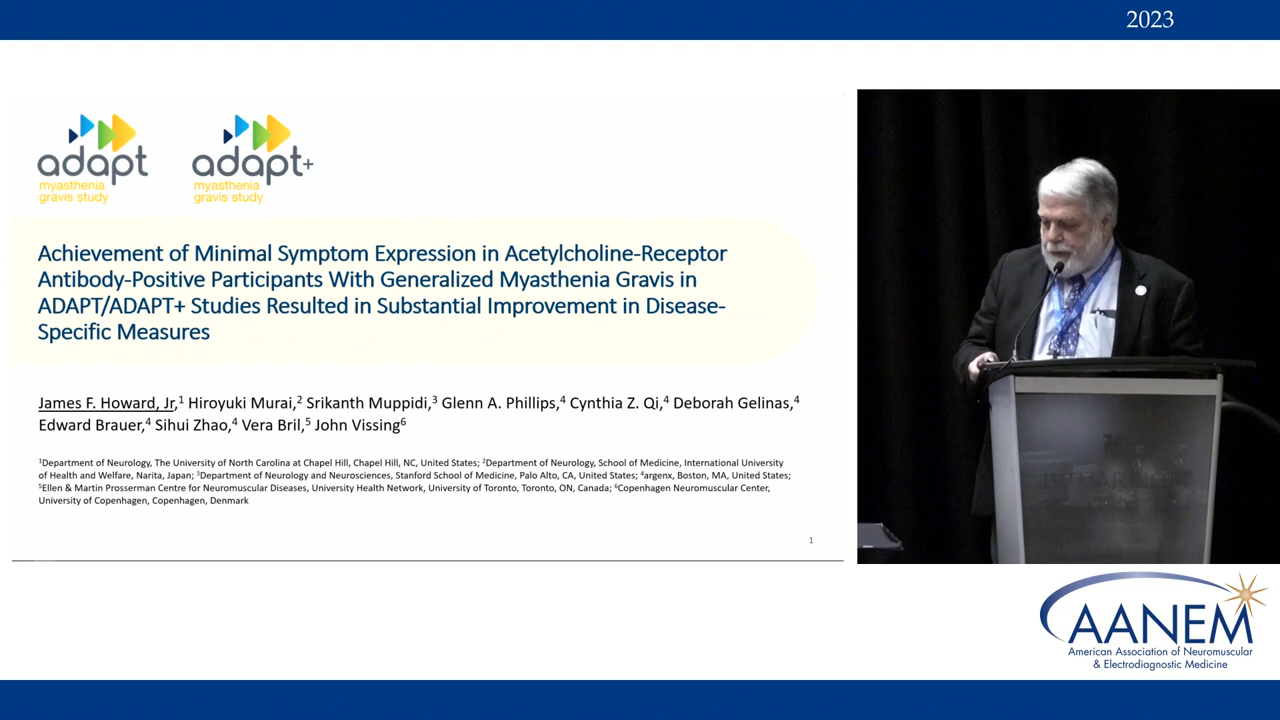 2023
adapt
myasthenia
gravis study
adapt+
myasthenia
gravis study
Achievement of Minimal Symptom Expression in Acetylcholine-Receptor
Antibody-Positive Participants With Generalized Myasthenia Gravis in
ADAPT/ADAPT+ Studies Resulted in Substantial Improvement in Disease-
Specific Measures
James F. Howard, Jr,1 Hiroyuki Murai,2 Srikanth Muppidi,3 Glenn A. Phillips,4 Cynthia Z. Qi,4 Deborah Gelinas,4
Edward Brauer,4 Sihui Zhao,4 Vera Bril,5 John Vissing6
1Department of Neurology, The University of North Carolina at Chapel Hill, Chapel Hill, NC, United States; 2Department of Neurology, School of Medicine, International University
of Health and Welfare, Narita, Japan; 3Department of Neurology and Neurosciences, Stanford School of Medicine, Palo Alto, CA, United States; 4argenx, Boston, MA, United States;
5Ellen & Martin Prosserman Centre for Neuromuscular Diseases, University Health Network, University of Toronto, Toronto, ON, Canada; 6Copenhagen Neuromuscular Center,
University of Copenhagen, Copenhagen, Denmark
1
AANEM
American Association of Neuromuscular
& Electrodiagnostic Medicine